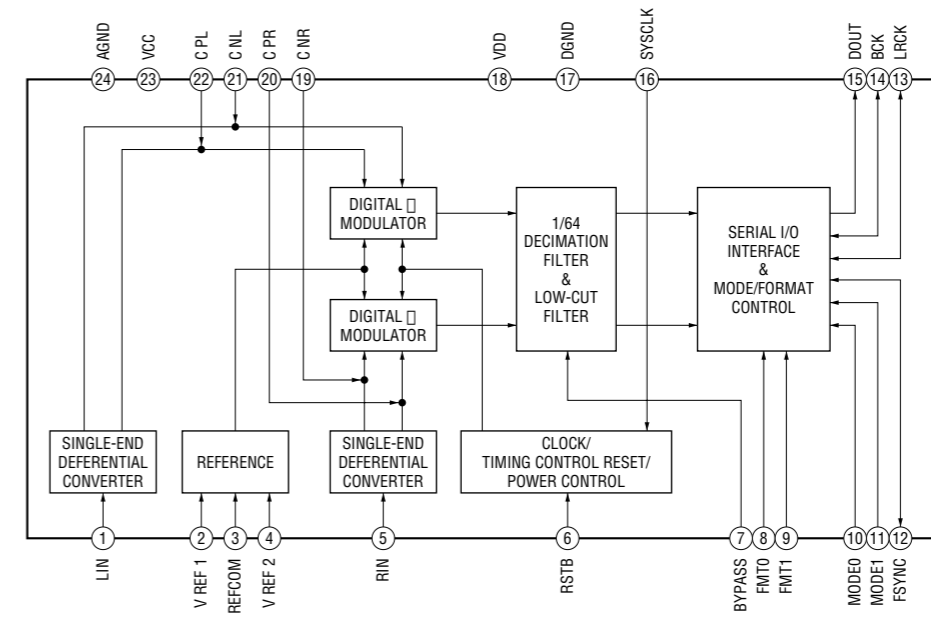 AGND
VCC
C PL
C NL
C PR
C NR
VDD
DGND
SYSCLK
DOUT
BCK
LRCK
24
23
22
21
20
19
18
17
16
15
14
13
DIGITAL □
MODULATOR
1/64
DECIMATION
FILTER
&
LOW-CUT
FILTER
SERIAL I/O
INTERFACE
&
MODE/FORMAT
CONTROL
DIGITAL □
MODULATOR
SINGLE-END
DEFERENTIAL
CONVERTER
REFERENCE
SINGLE-END
DEFERENTIAL
CONVERTER
CLOCK/
TIMING CONTROL RESET/
POWER CONTROL
1
2
3
4
5
6
7
8
9
10
11
12
LIN
V REF 1
REFCOM
V REF 2
RIN
RSTB
BYPASS
FMT0
FMT1
MODE0
MODE1
FSYNC